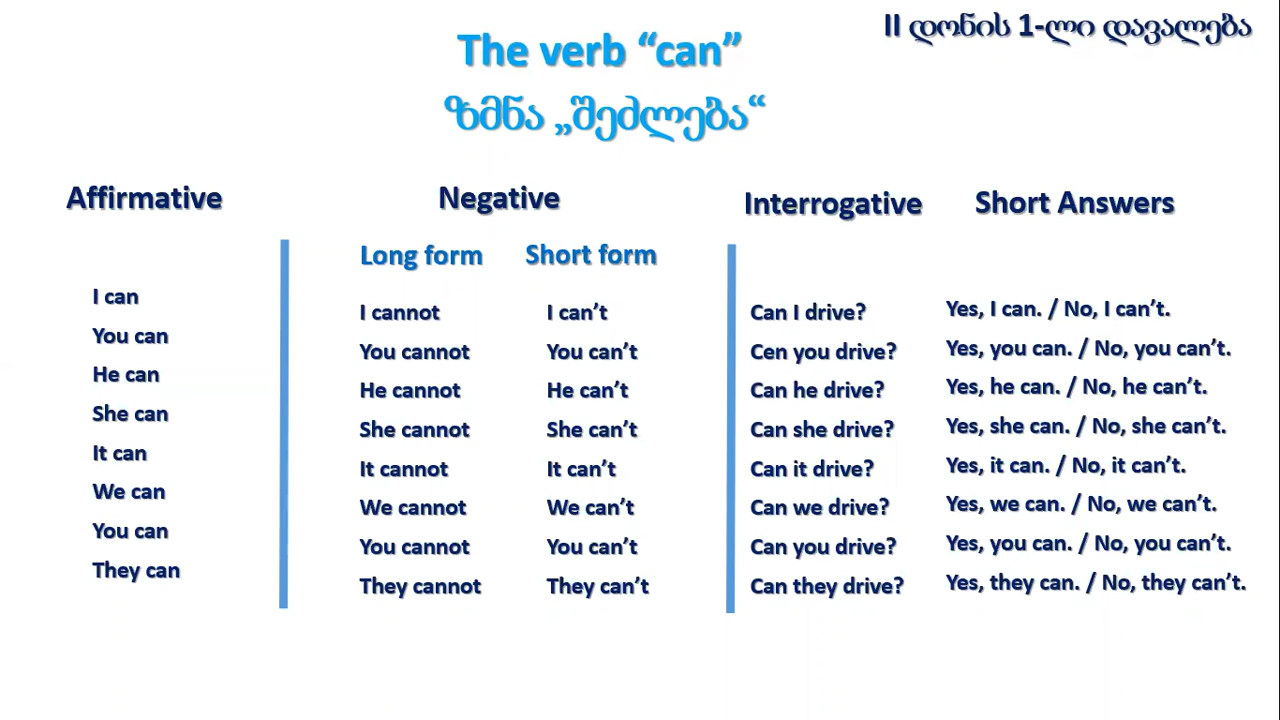 II დონის 1-ლი დავალება
The verb “can”
ზმნა „შეძლება“
Affirmative
I can
You can
He can
She can
It can
We can
You can
They can
Negative
Long form Short form
I cannot I can’t
You cannot You can’t
He cannot He can’t
She cannot She can’t
It cannot It can’t
We cannot We can’t
You cannot You can’t
They cannot They can’t
Interrogative Short Answers
Can I drive? Yes, I can. / No, I can’t.
Cen you drive? Yes, you can. / No, you can’t.
Can he drive? Yes, he can. / No, he can’t.
Can she drive? Yes, she can. / No, she can’t.
Can it drive? Yes, it can. / No, it can’t.
Can we drive? Yes, we can. / No, we can’t.
Can you drive? Yes, you can. / No, you can’t.
Can they drive? Yes, they can. / No, they can’t.